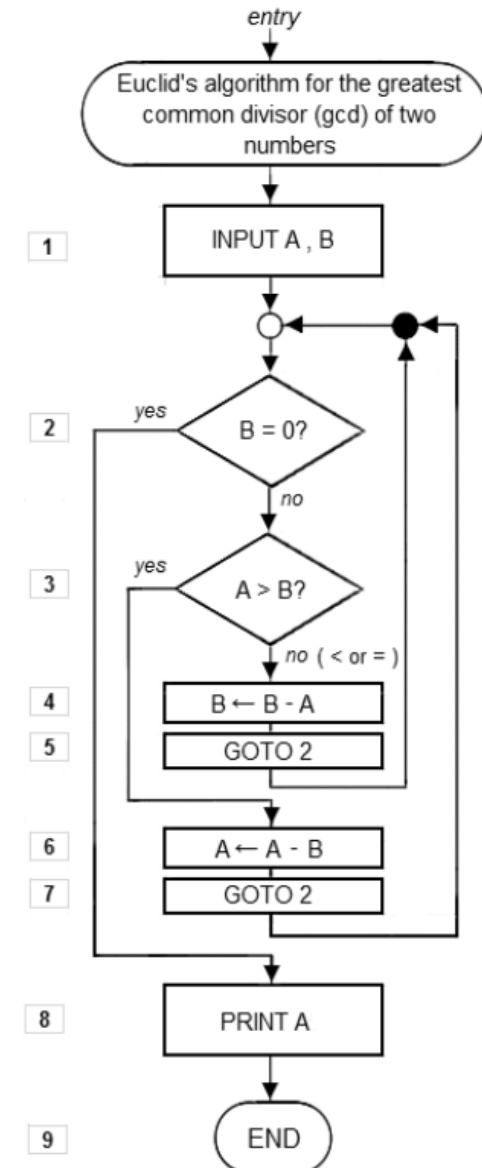 entry
Euclid's algorithm for the greatest
common divisor (gcd) of two
numbers
1
INPUT A , B
yes
2
B = 0?
no
yes
3
A > B?
no ( < or = )
4
B ← B - A
5
GOTO 2
6
A ← A - B
7
GOTO 2
8
PRINT A
9
END